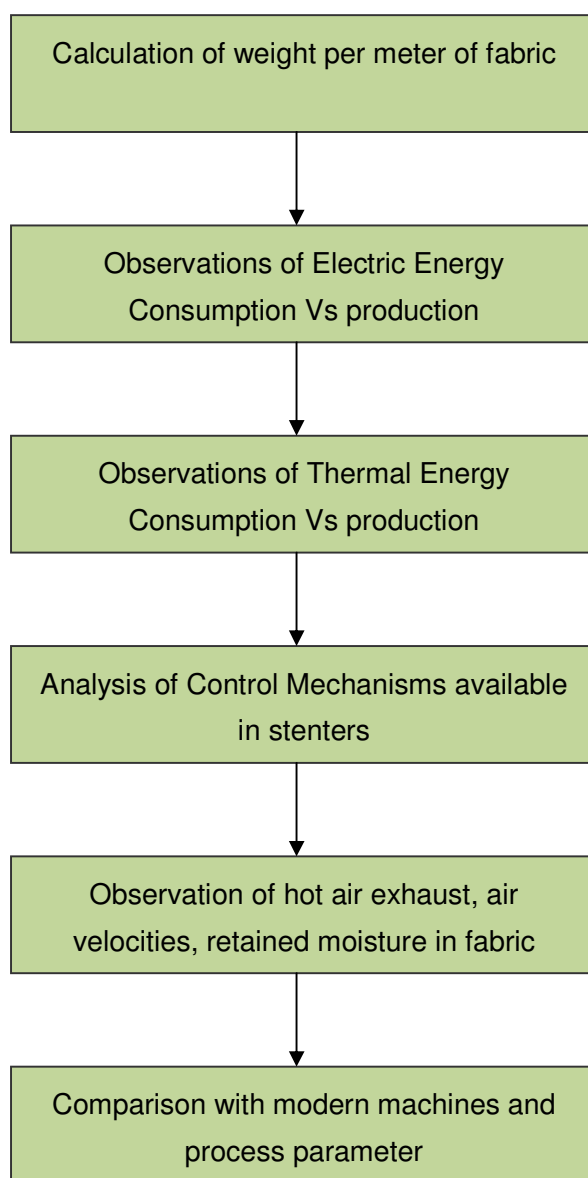 Calculation of weight per meter of fabric
Observations of Electric Energy
Consumption Vs production
Observations of Thermal Energy
Consumption Vs production
Analysis of Control Mechanisms available
in stenters
Observation of hot air exhaust, air
velocities, retained moisture in fabric
Comparison with modern machines and
process parameter